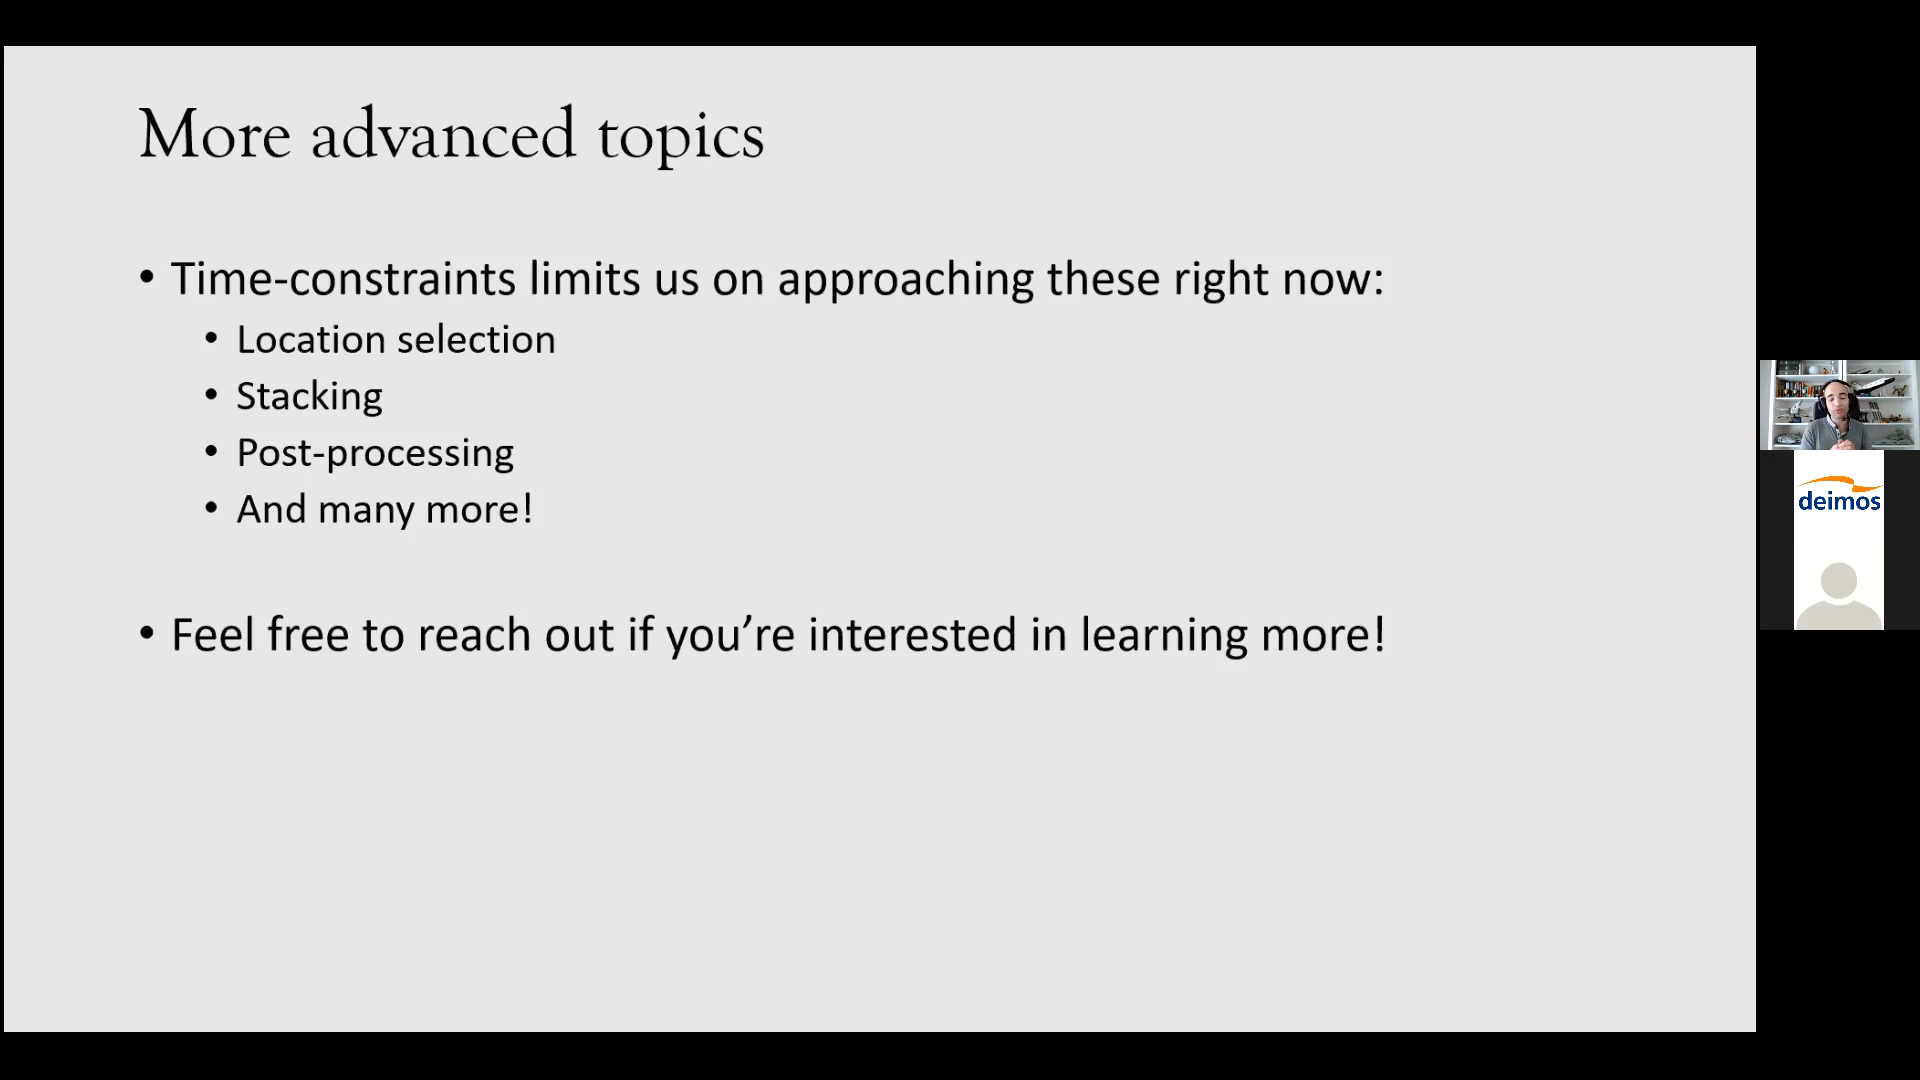 More advanced topics
• Time-constraints limits us on approaching these right now:
• Location selection
• Stacking
• Post-processing
• And many more!
• Feel free to reach out if you’re interested in learning more!
deimos